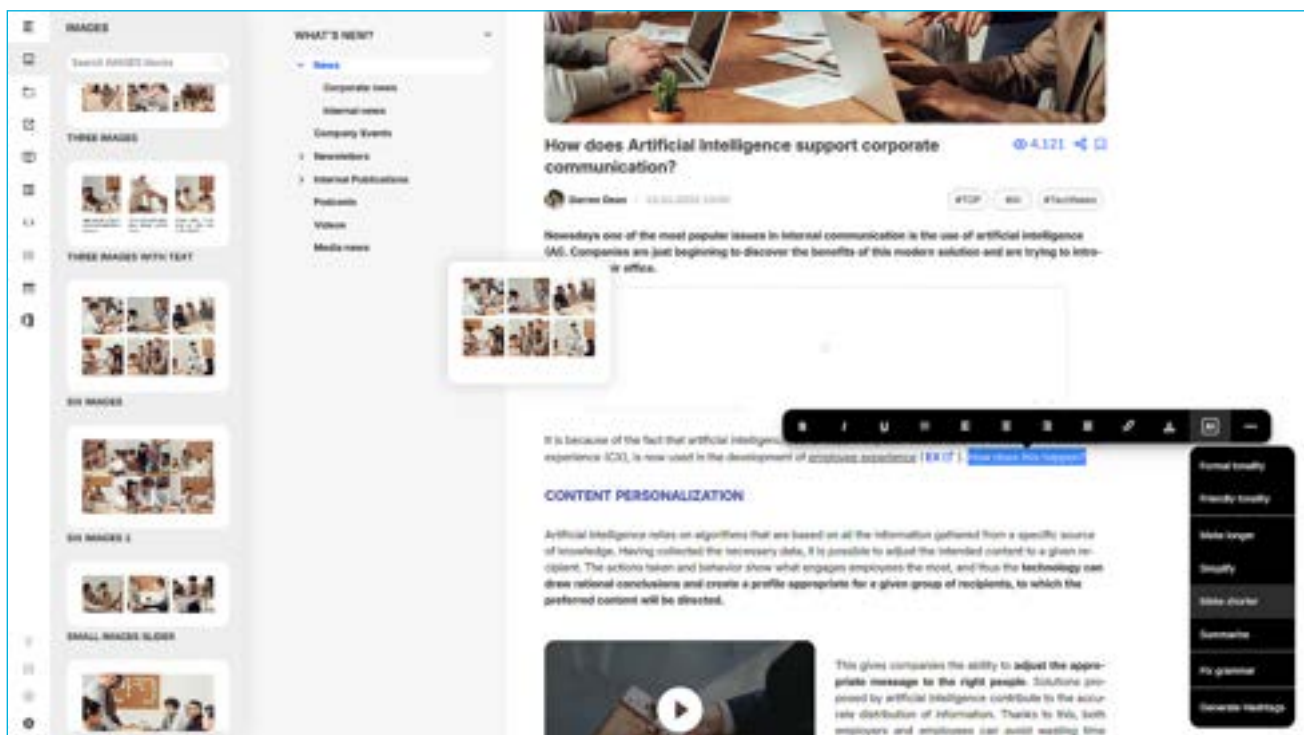 IMAGES
Search IMAGES blocks
THREE IMAGES
THREE IMAGES WITH TEXT
SIX IMAGES
SIX IMAGES 2
SMALL IMAGES SLIDER
WHAT'S NEW?
News
Corporate news
Internal news
Company Events
Newsletters
Internal Publications
Podcasts
Videos
Media news
How does Artificial Intelligence support corporate
communication?
4,121
Darren Dean
#TOP #AI #TechNews
Nowadays one of the most popular issues in internal communication is the use of artificial intelligence
(AI). Companies are just beginning to discover the benefits of this modern solution and are trying to intro-
office.
It is because of the fact that artificial intelligence
experience (CX), is now used in the development of employee experience ( EX ). How does this happen?
B I U
AI
Formal tonality
Friendly tonality
Make longer
Simplify
Make shorter
Summarise
Fix grammar
Generate Hashtags
CONTENT PERSONALIZATION
Artificial Intelligence relies on algorithms that are based on all the information gathered from a specific source
of knowledge. Having collected the necessary data, it is possible to adjust the intended content to a given re-
cipient. The actions taken and behavior show what engages employees the most, and thus the technology can
draw rational conclusions and create a profile appropriate for a given group of recipients, to which the
preferred content will be directed.
This gives companies the ability to adjust the appro-
priate message to the right people. Solutions pro-
posed by artificial intelligence contribute to the accu-
rate distribution of information. Thanks to this, both
employers and employees can avoid wasting time